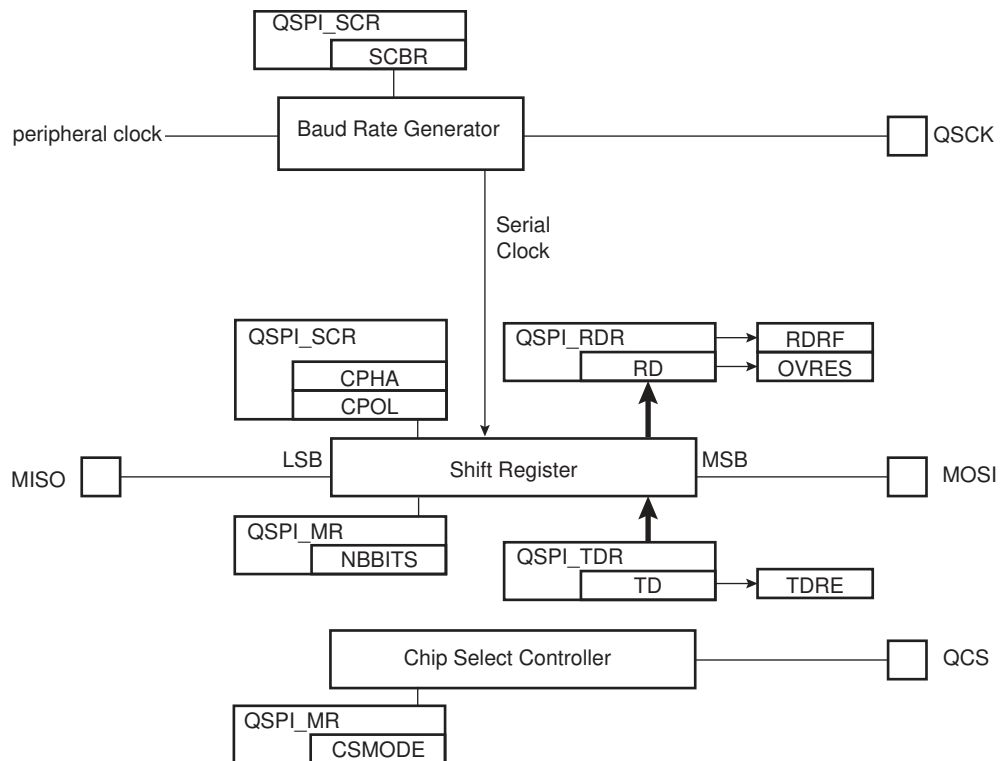 QSPI_SCR
SCBR
peripheral clock
Baud Rate Generator
QSCK
Serial
Clock
QSPI_SCR
CPHA
CPOL
QSPI_RDR
RD
RDRF
OVRES
MISO
LSB
Shift Register
MSB
MOSI
QSPI_MR
NBBITS
QSPI_TDR
TD
TDRE
Chip Select Controller
QCS
QSPI_MR
CSMODE